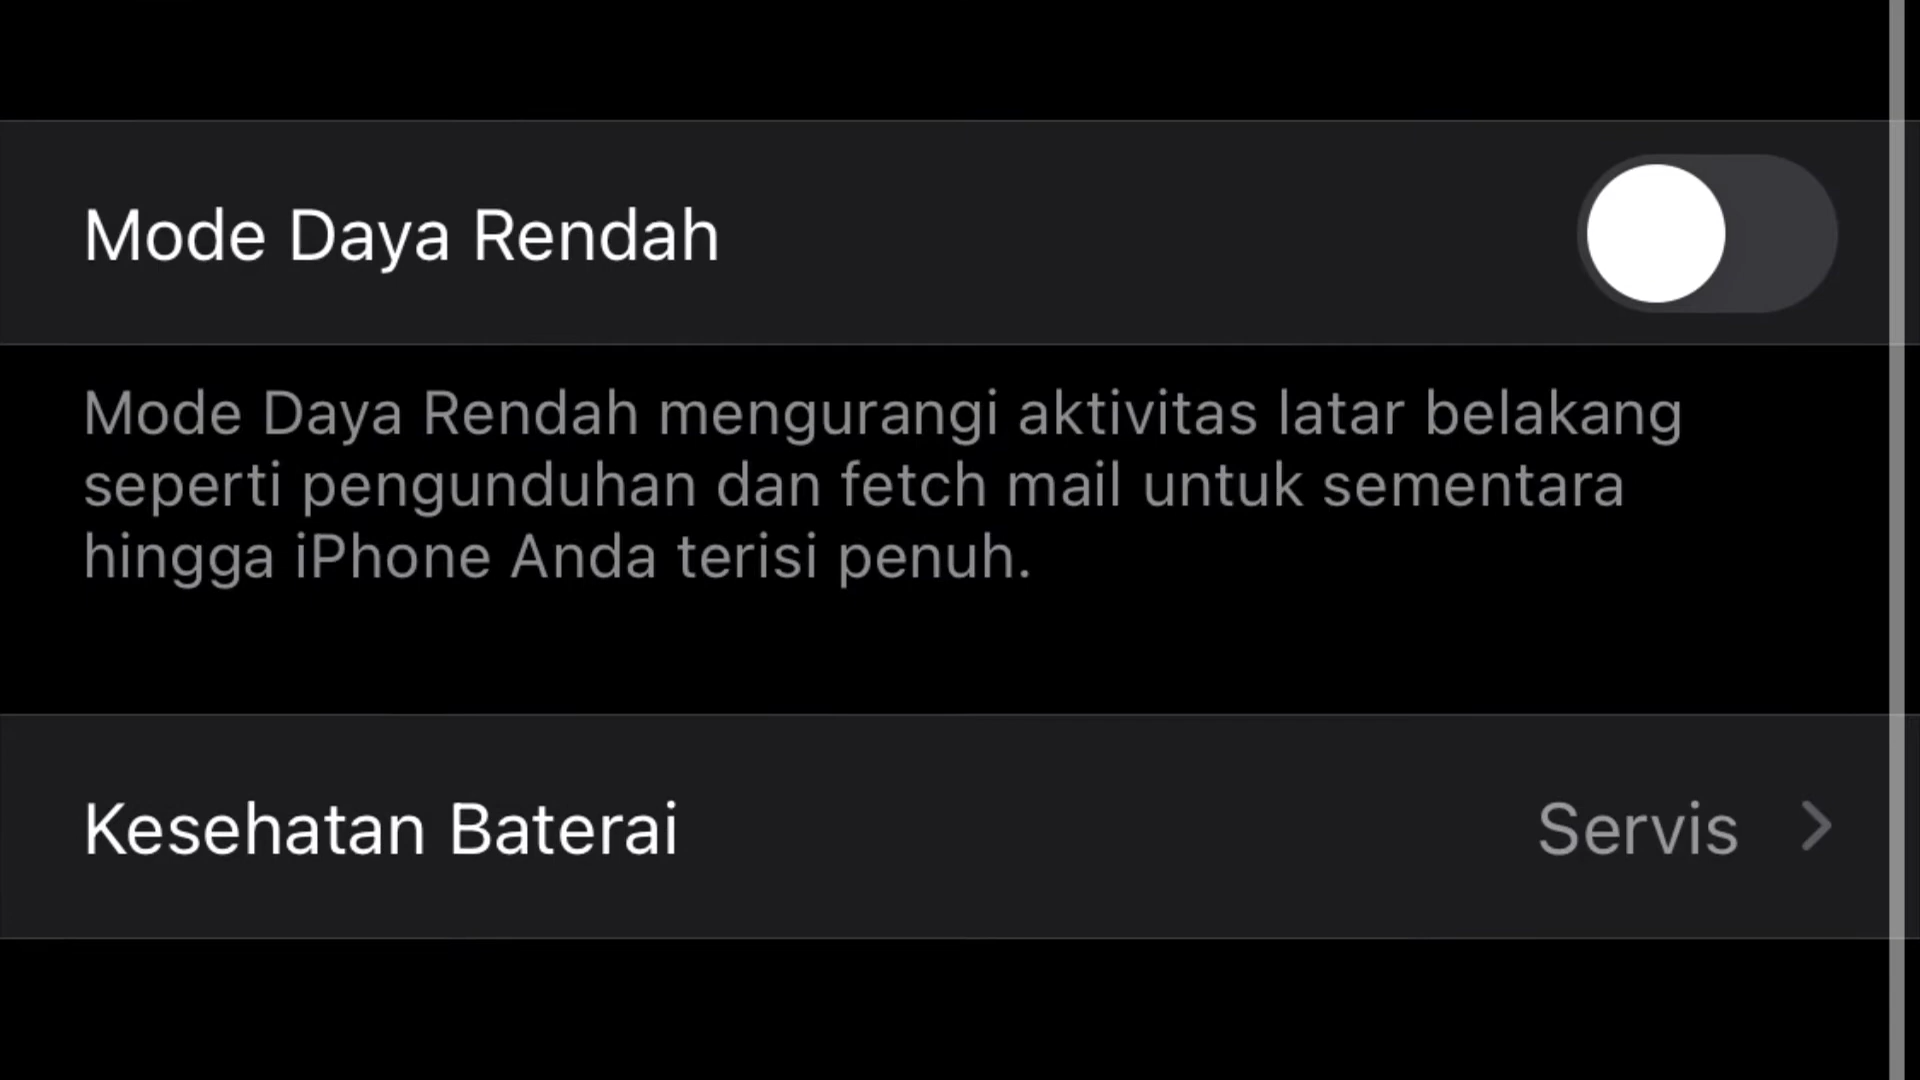 Mode Daya Rendah
Mode Daya Rendah mengurangi aktivitas latar belakang
seperti pengunduhan dan fetch mail untuk sementara
hingga iPhone Anda terisi penuh.
Kesehatan Baterai Servis